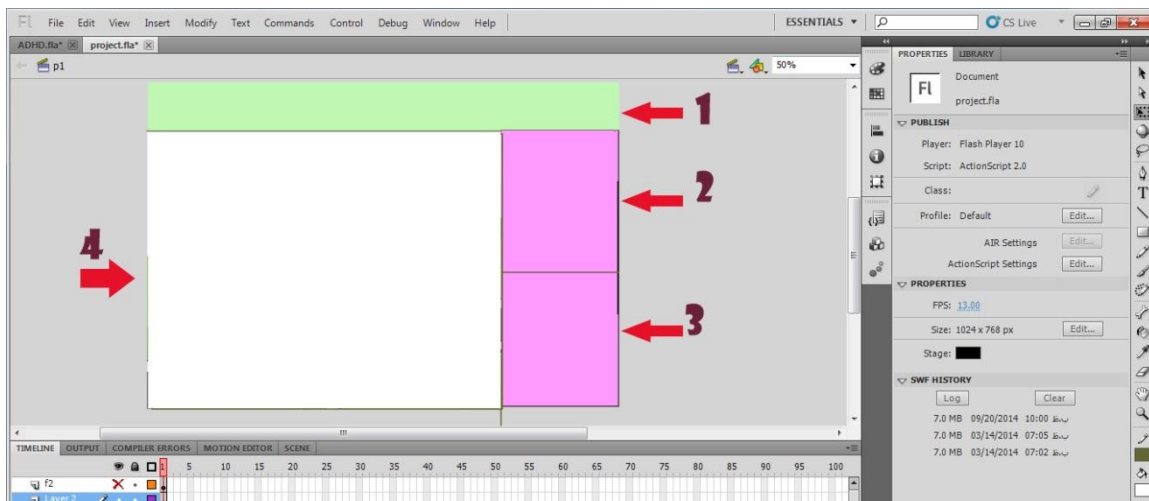 Fl File Edit View Insert Modify Text Commands Control Debug Window Help ESSENTIALS CS Live
ADHD.fla* project.fla*
p1 50%
1
2
3
4
PROPERTIES LIBRARY
Fl Document
project.fla
PUBLISH
Player: Flash Player 10
Script: ActionScript 2.0
Class:
Profile: Default Edit...
AIR Settings Edit...
ActionScript Settings Edit...
PROPERTIES
FPS: 13.00
Size: 1024 x 768 px Edit...
Stage:
SWF HISTORY
Log Clear
7.0 MB 09/20/2014 10:00
7.0 MB 03/14/2014 07:05
7.0 MB 03/14/2014 07:02
TIMELINE OUTPUT COMPILER ERRORS MOTION EDITOR SCENE
1 5 10 15 20 25 30 35 40 45 50 55 60 65 70 75 80 85 90 95 100
f2
Layer 2